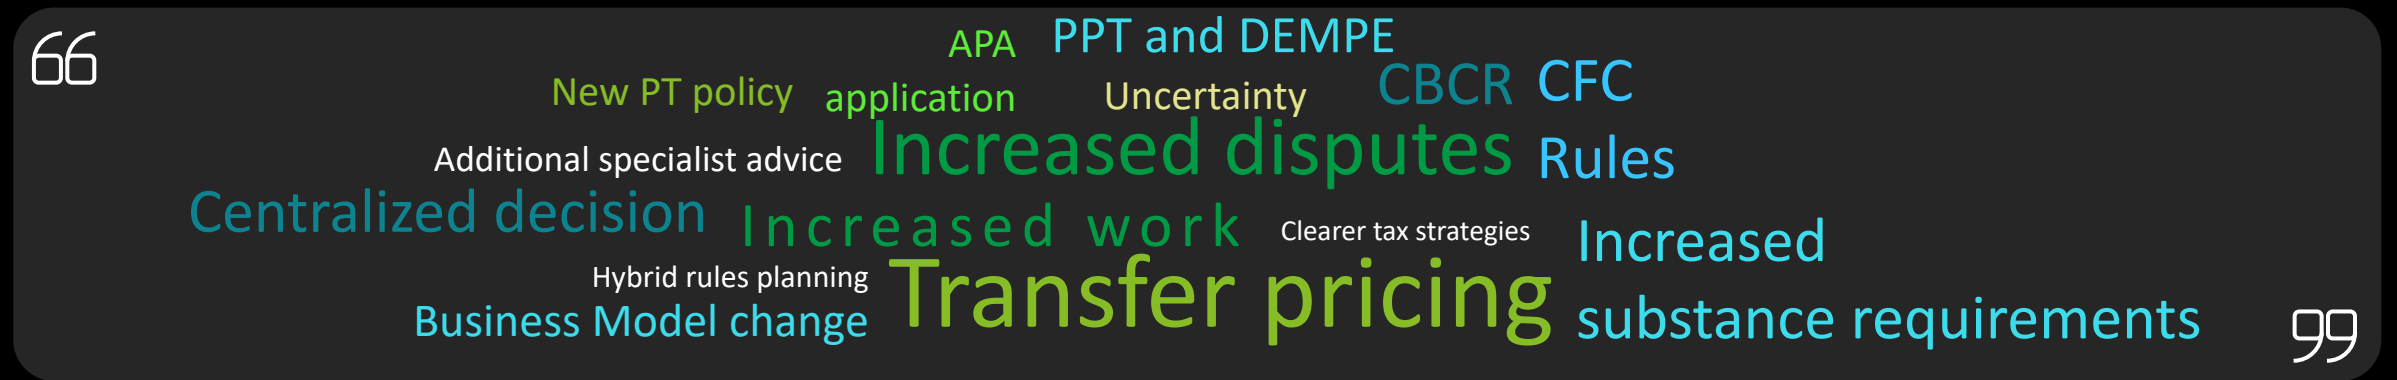 APA
application
PPT and DEMPE
New PT policy
Uncertainty
CBCR
CFC
Rules
Additional specialist advice
Increased disputes
Centralized decision
Increased work
Clearer tax strategies
Increased
substance requirements
Hybrid rules planning
Business Model change
Transfer pricing